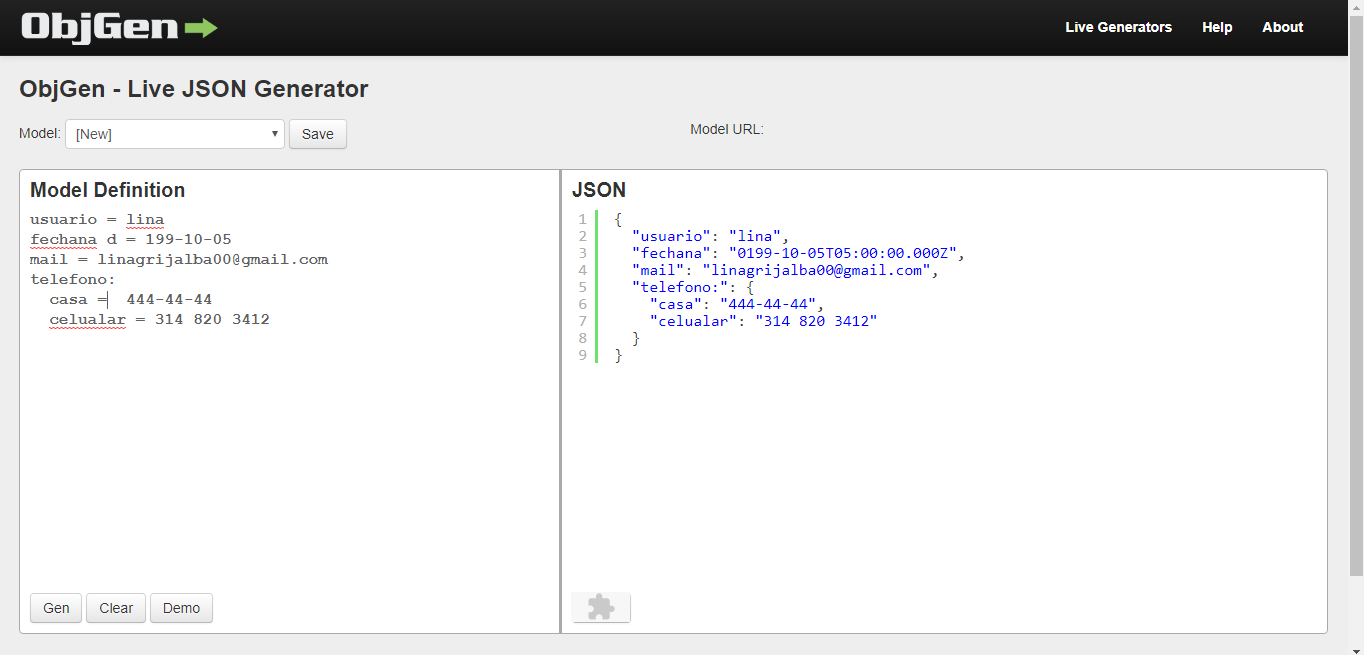 ObjGen
Live Generators Help About
ObjGen - Live JSON Generator
Model: [New] Save
Model URL:
Model Definition
usuario = lina
fechana d = 199-10-05
mail = linagrijalba00@gmail.com
telefono:
  casa =  444-44-44
  celualar = 314 820 3412
Gen Clear Demo
JSON
1 {
2   "usuario": "lina",
3   "fechana": "0199-10-05T05:00:00.000Z",
4   "mail": "linagrijalba00@gmail.com",
5   "telefono:": {
6     "casa": "444-44-44",
7     "celualar": "314 820 3412"
8   }
9 }